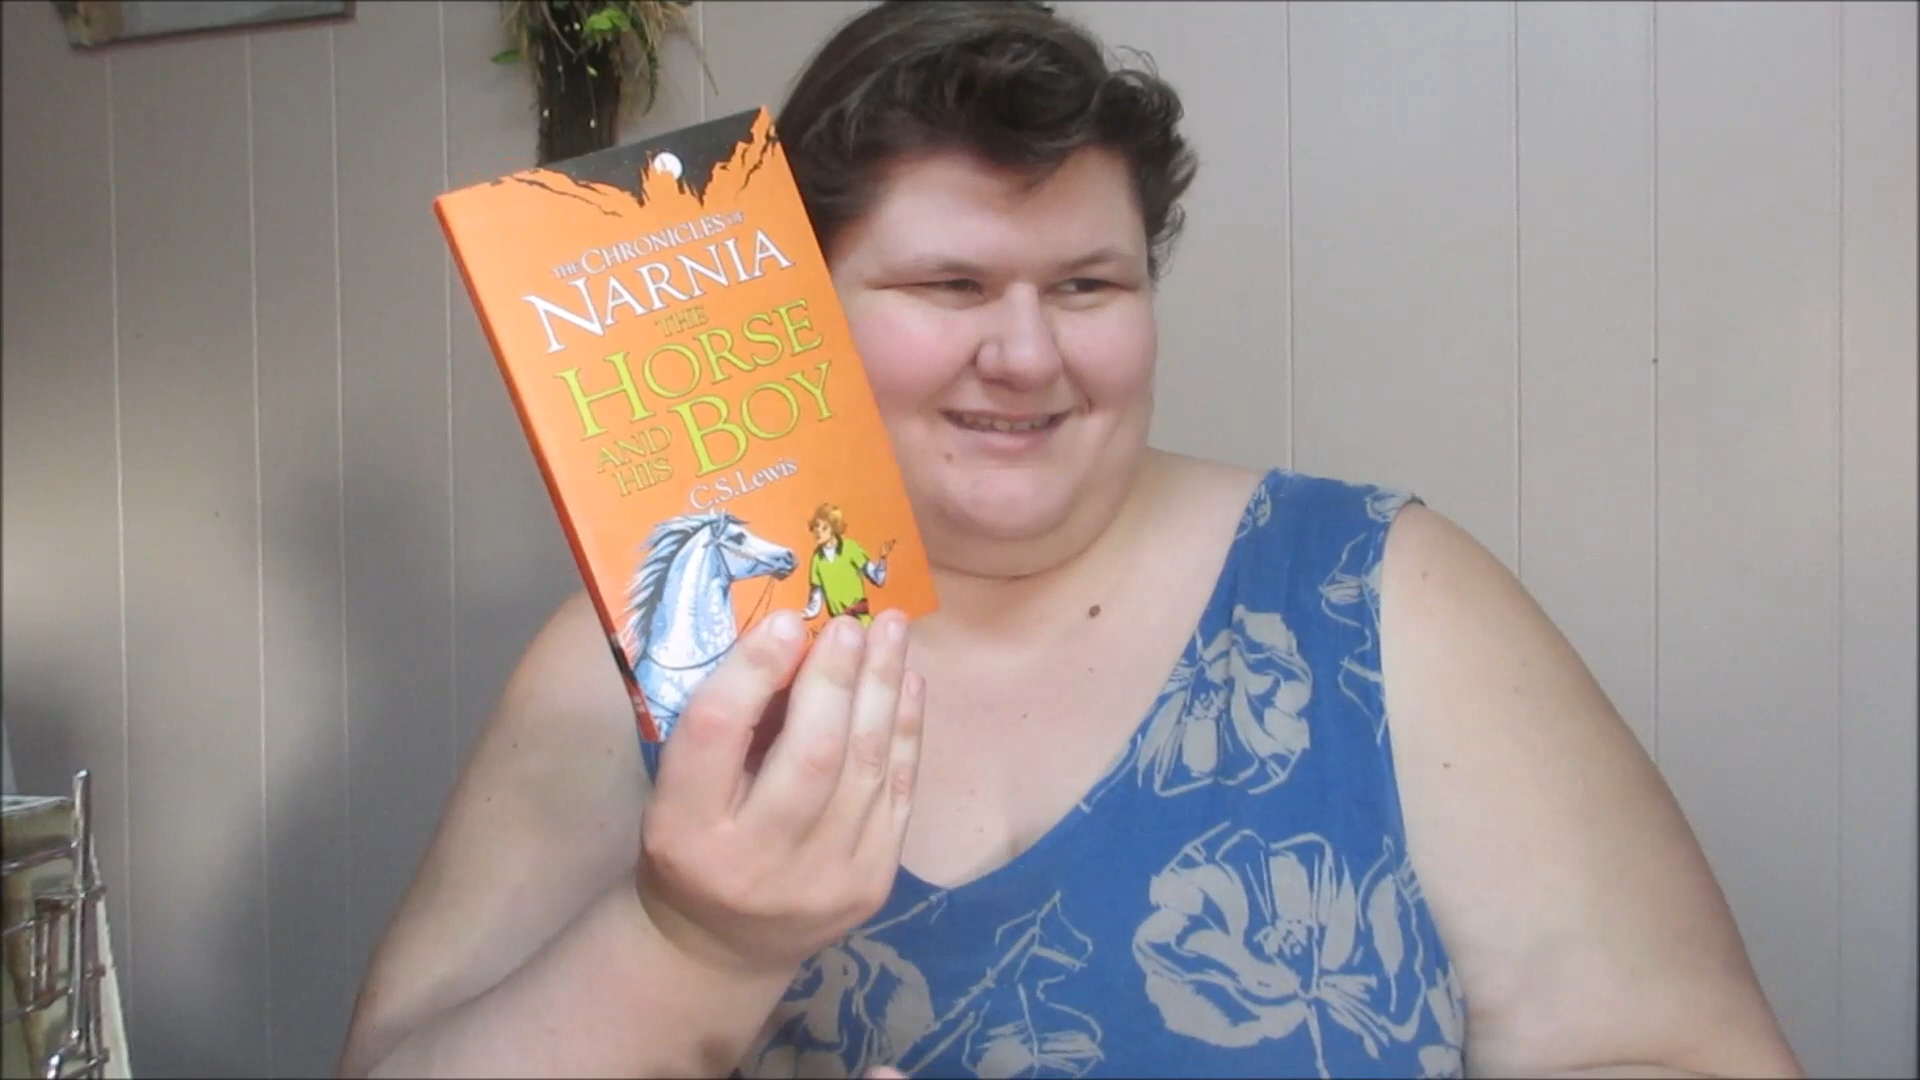 THE CHRONICLES OF
NARNIA
THE
HORSE
AND
HIS
BOY
C.S.Lewis